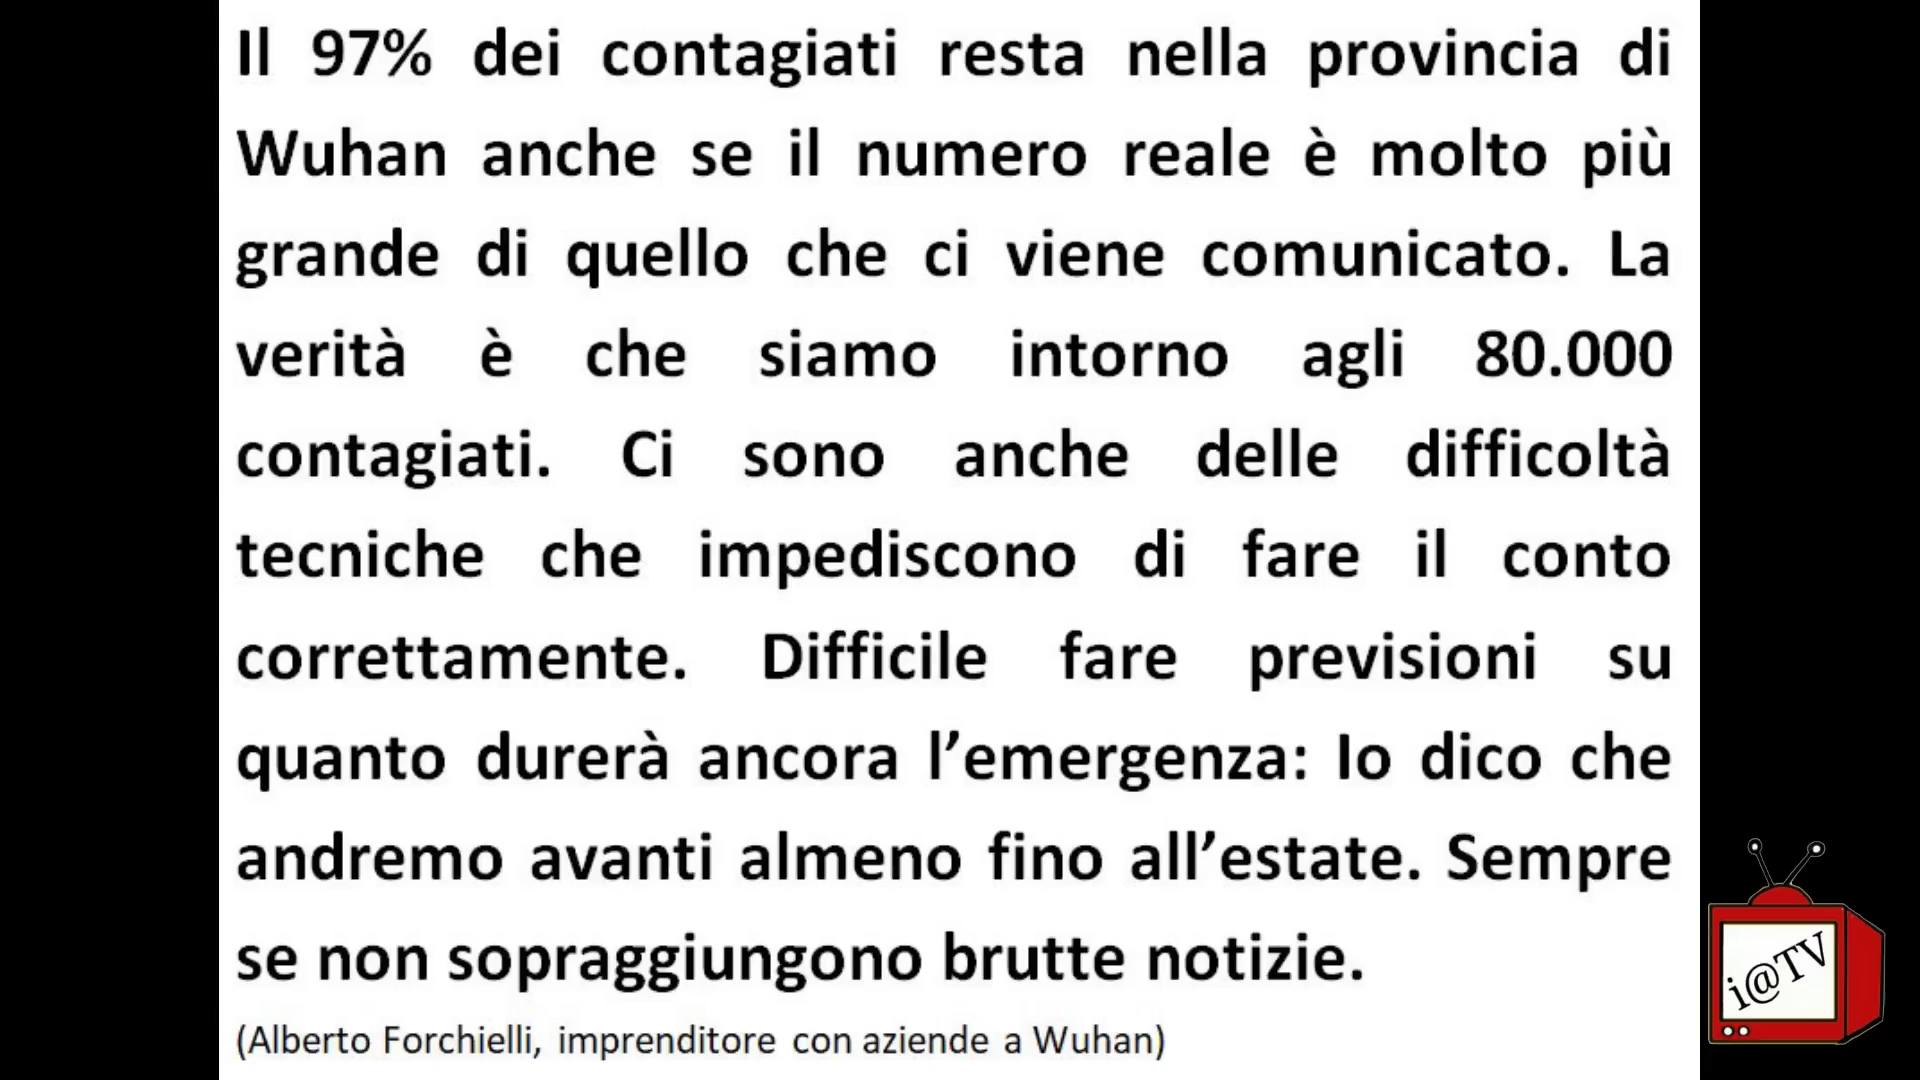 Il 97% dei contagiati resta nella provincia di
Wuhan anche se il numero reale è molto più
grande di quello che ci viene comunicato. La
verità è che siamo intorno agli 80.000
contagiati. Ci sono anche delle difficoltà
tecniche che impediscono di fare il conto
correttamente. Difficile fare previsioni su
quanto durerà ancora l’emergenza: Io dico che
andremo avanti almeno fino all’estate. Sempre
se non sopraggiungono brutte notizie.
(Alberto Forchielli, imprenditore con aziende a Wuhan)
i@TV